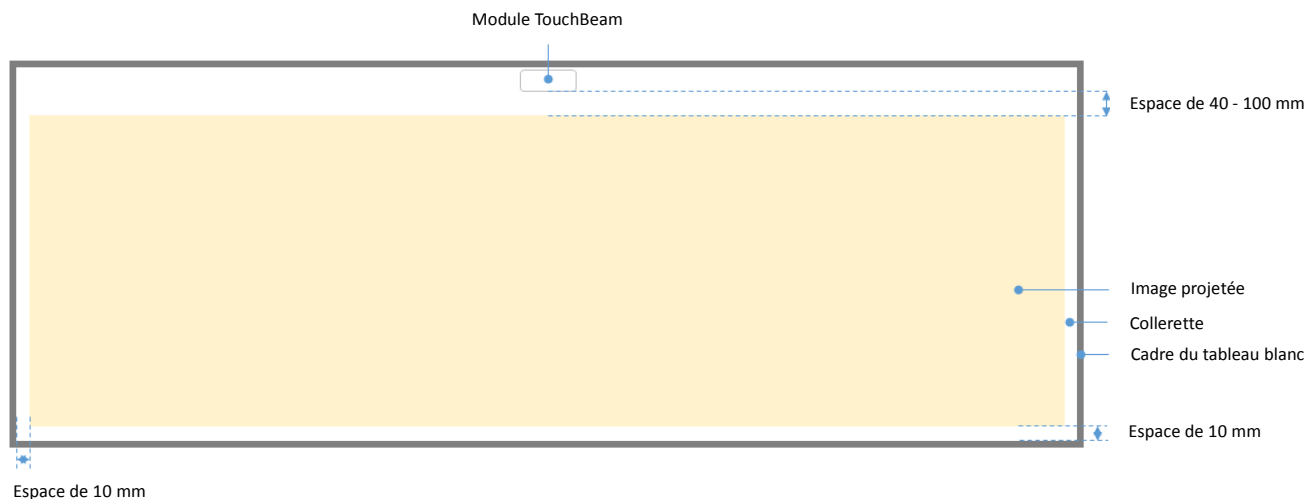 Module TouchBeam
Espace de 40 - 100 mm
Image projetée
Collerette
Cadre du tableau blanc
Espace de 10 mm
Espace de 10 mm